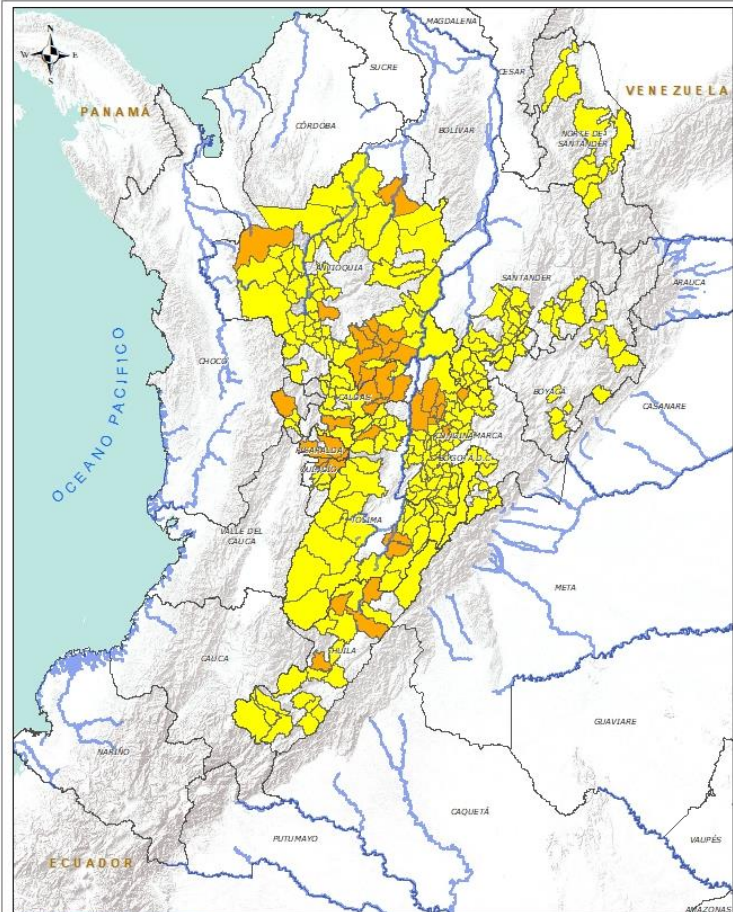 MAGDALENA
N
SUCRE
W
E
CESAR
S
VENEZUELA
PANAMÁ
CÓRDOBA
BOLÍVAR
NORTE DE
SANTANDER
ANTIOQUIA
SANTANDER
ARAUCA
CHOCÓ
BOYACÁ
CALDAS
CASANARE
CUNDINAMARCA
RISARALDA
BOGOTÁ, D.C.
QUINDÍO
OCEANO PACIFICO
TOLIMA
VALLE DEL
CAUCA
META
CAUCA
HUILA
GUAVIARE
NARIÑO
CAQUETÁ
PUTUMAYO
VAUPÉS
ECUADOR
AMAZONAS